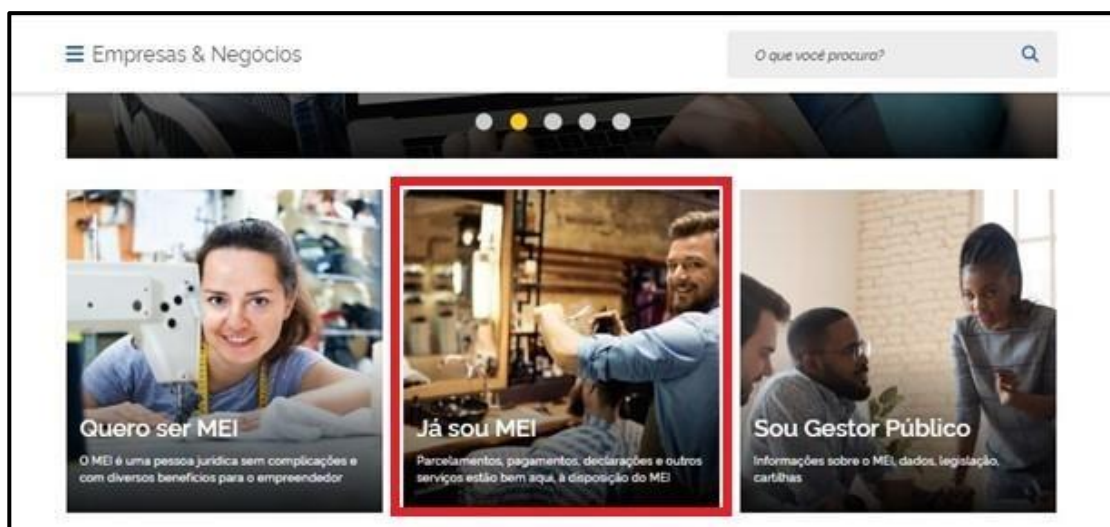 Empresas & Negócios
O que você procura?
Quero ser MEI
O MEI é uma pessoa jurídica sem complicações e
com diversos benefícios para o empreendedor
Já sou MEI
Parcelamentos, pagamentos, declarações e outros
serviços estão bem aqui, à disposição do MEI
Sou Gestor Público
Informações sobre o MEI, dados, legislação,
cartilhas